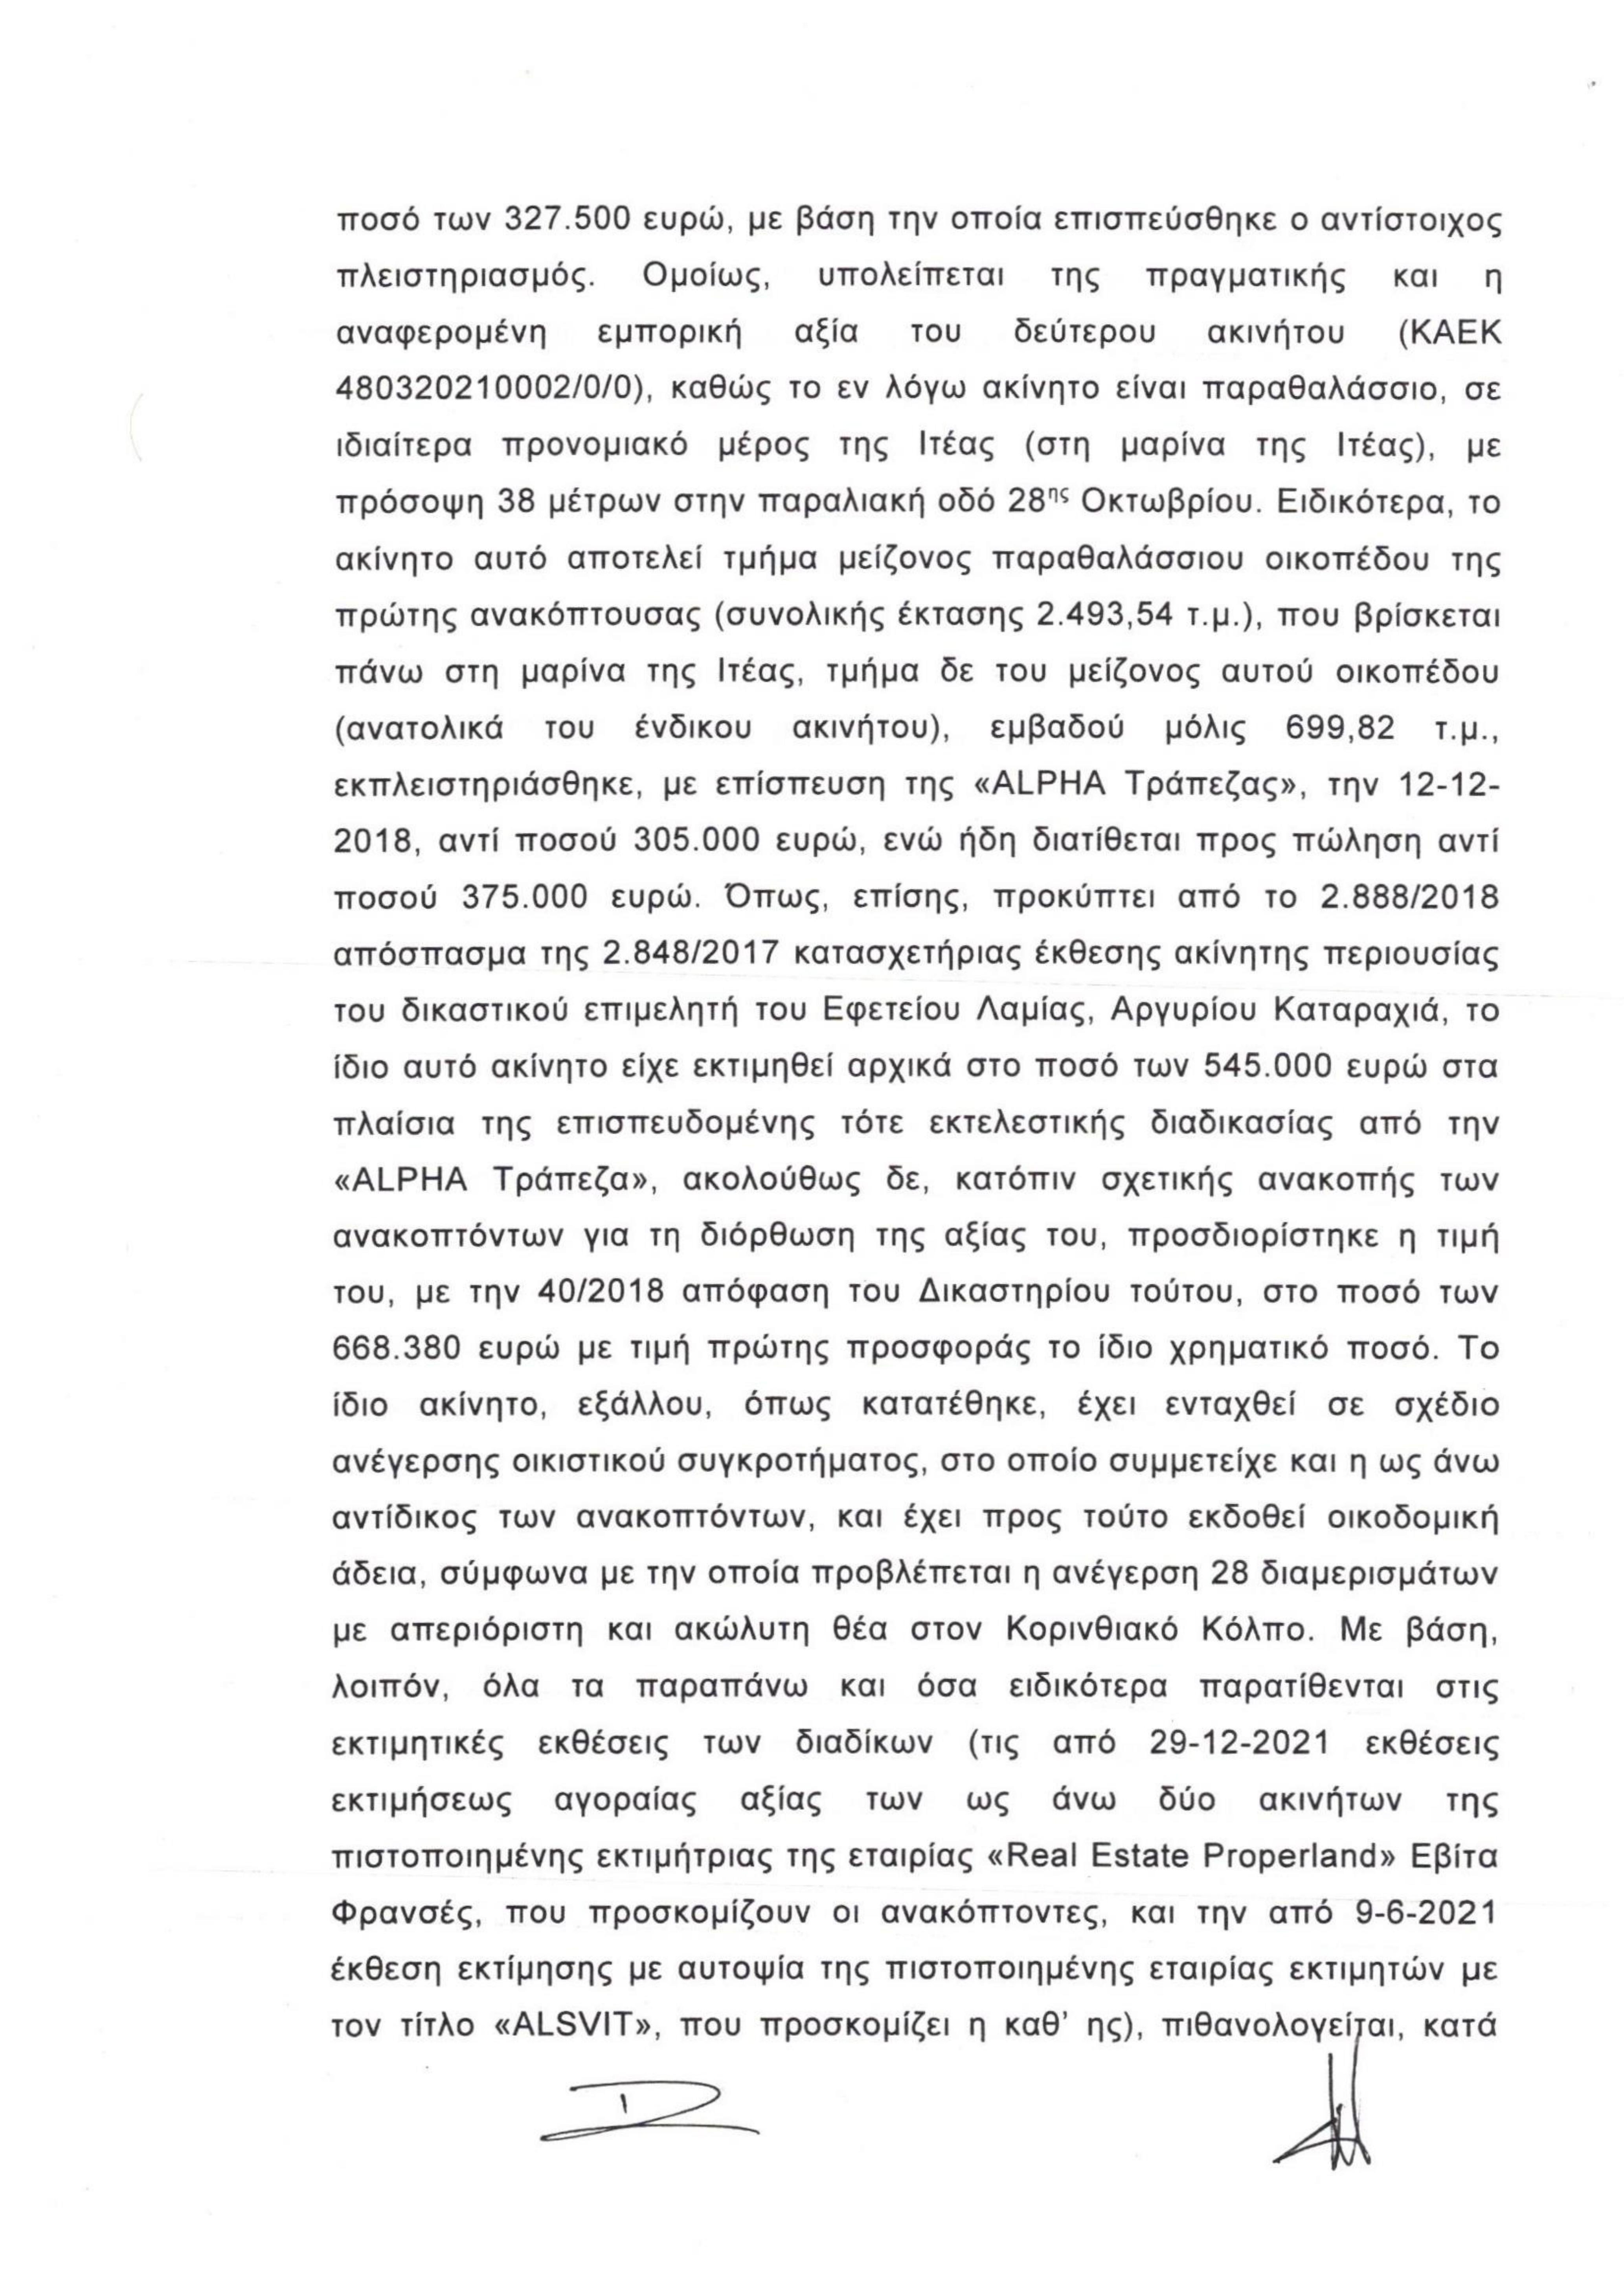 ποσό των 327.500 ευρώ, με βάση την οποία επισπεύσθηκε ο αντίστοιχος
πλειστηριασμός. Ομοίως, υπολείπεται της πραγματικής και η
αναφερομένη εμπορική αξία του δεύτερου ακινήτου (ΚΑΕΚ
480320210002/0/0), καθώς το εν λόγω ακίνητο είναι παραθαλάσσιο, σε
ιδιαίτερα προνομιακό μέρος της Ιτέας (στη μαρίνα της Ιτέας), με
πρόσοψη 38 μέτρων στην παραλιακή οδό 28ης Οκτωβρίου. Ειδικότερα, το
ακίνητο αυτό αποτελεί τμήμα μείζονος παραθαλάσσιου οικοπέδου της
πρώτης ανακόπτουσας (συνολικής έκτασης 2.493,54 τ.μ.), που βρίσκεται
πάνω στη μαρίνα της Ιτέας, τμήμα δε του μείζονος αυτού οικοπέδου
(ανατολικά του ένδικου ακινήτου), εμβαδού μόλις 699,82 τ.μ.,
εκπλειστηριάσθηκε, με επίσπευση της «ALPHA Τράπεζας», την 12-12-
2018, αντί ποσού 305.000 ευρώ, ενώ ήδη διατίθεται προς πώληση αντί
ποσού 375.000 ευρώ. Όπως, επίσης, προκύπτει από το 2.888/2018
απόσπασμα της 2.848/2017 κατασχετήριας έκθεσης ακίνητης περιουσίας
του δικαστικού επιμελητή του Εφετείου Λαμίας, Αργυρίου Καταραχιά, το
ίδιο αυτό ακίνητο είχε εκτιμηθεί αρχικά στο ποσό των 545.000 ευρώ στα
πλαίσια της επισπευδομένης τότε εκτελεστικής διαδικασίας από την
«ALPHA Τράπεζα», ακολούθως δε, κατόπιν σχετικής ανακοπής των
ανακοπτόντων για τη διόρθωση της αξίας του, προσδιορίστηκε η τιμή
του, με την 40/2018 απόφαση του Δικαστηρίου τούτου, στο ποσό των
668.380 ευρώ με τιμή πρώτης προσφοράς το ίδιο χρηματικό ποσό. Το
ίδιο ακίνητο, εξάλλου, όπως κατατέθηκε, έχει ενταχθεί σε σχέδιο
ανέγερσης οικιστικού συγκροτήματος, στο οποίο συμμετείχε και η ως άνω
αντίδικος των ανακοπτόντων, και έχει προς τούτο εκδοθεί οικοδομική
άδεια, σύμφωνα με την οποία προβλέπεται η ανέγερση 28 διαμερισμάτων
με απεριόριστη και ακώλυτη θέα στον Κορινθιακό Κόλπο. Με βάση,
λοιπόν, όλα τα παραπάνω και όσα ειδικότερα παρατίθενται στις
εκτιμητικές εκθέσεις των διαδίκων (τις από 29-12-2021 εκθέσεις
εκτιμήσεως αγοραίας αξίας των ως άνω δύο ακινήτων της
πιστοποιημένης εκτιμήτριας της εταιρίας «Real Estate Properland» Εβίτα
Φρανσές, που προσκομίζουν οι ανακόπτοντες, και την από 9-6-2021
έκθεση εκτίμησης με αυτοψία της πιστοποιημένης εταιρίας εκτιμητών με
τον τίτλο «ALSVIT», που προσκομίζει η καθ’ ης), πιθανολογείται, κατά